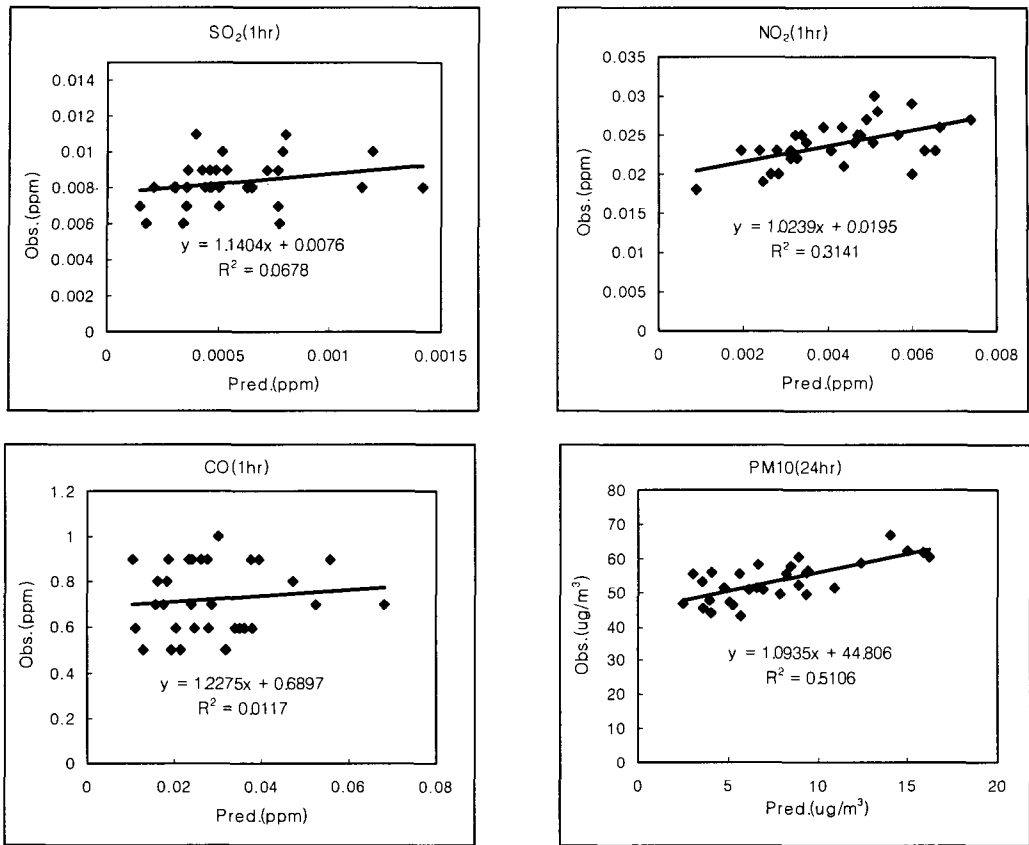 SO₂(1hr)
0.014
0.012
0.01
0.008
0.006
0.004
0.002
0
Obs.(ppm)
y = 1.1404x + 0.0076
R² = 0.0678
0
0.0005
0.001
0.0015
Pred.(ppm)
NO₂(1hr)
0.035
0.03
0.025
0.02
0.015
0.01
0.005
0
Obs.(ppm)
y = 1.0239x + 0.0195
R² = 0.3141
0
0.002
0.004
0.006
0.008
Pred.(ppm)
CO(1hr)
1.2
1
0.8
0.6
0.4
0.2
0
Obs.(ppm)
y = 1.2275x + 0.6897
R² = 0.0117
0
0.02
0.04
0.06
0.08
Pred.(ppm)
PM10(24hr)
80
70
60
50
40
30
20
10
0
Obs.(ug/m³)
y = 1.0935x + 44.806
R² = 0.5106
0
5
10
15
20
Pred.(ug/m³)